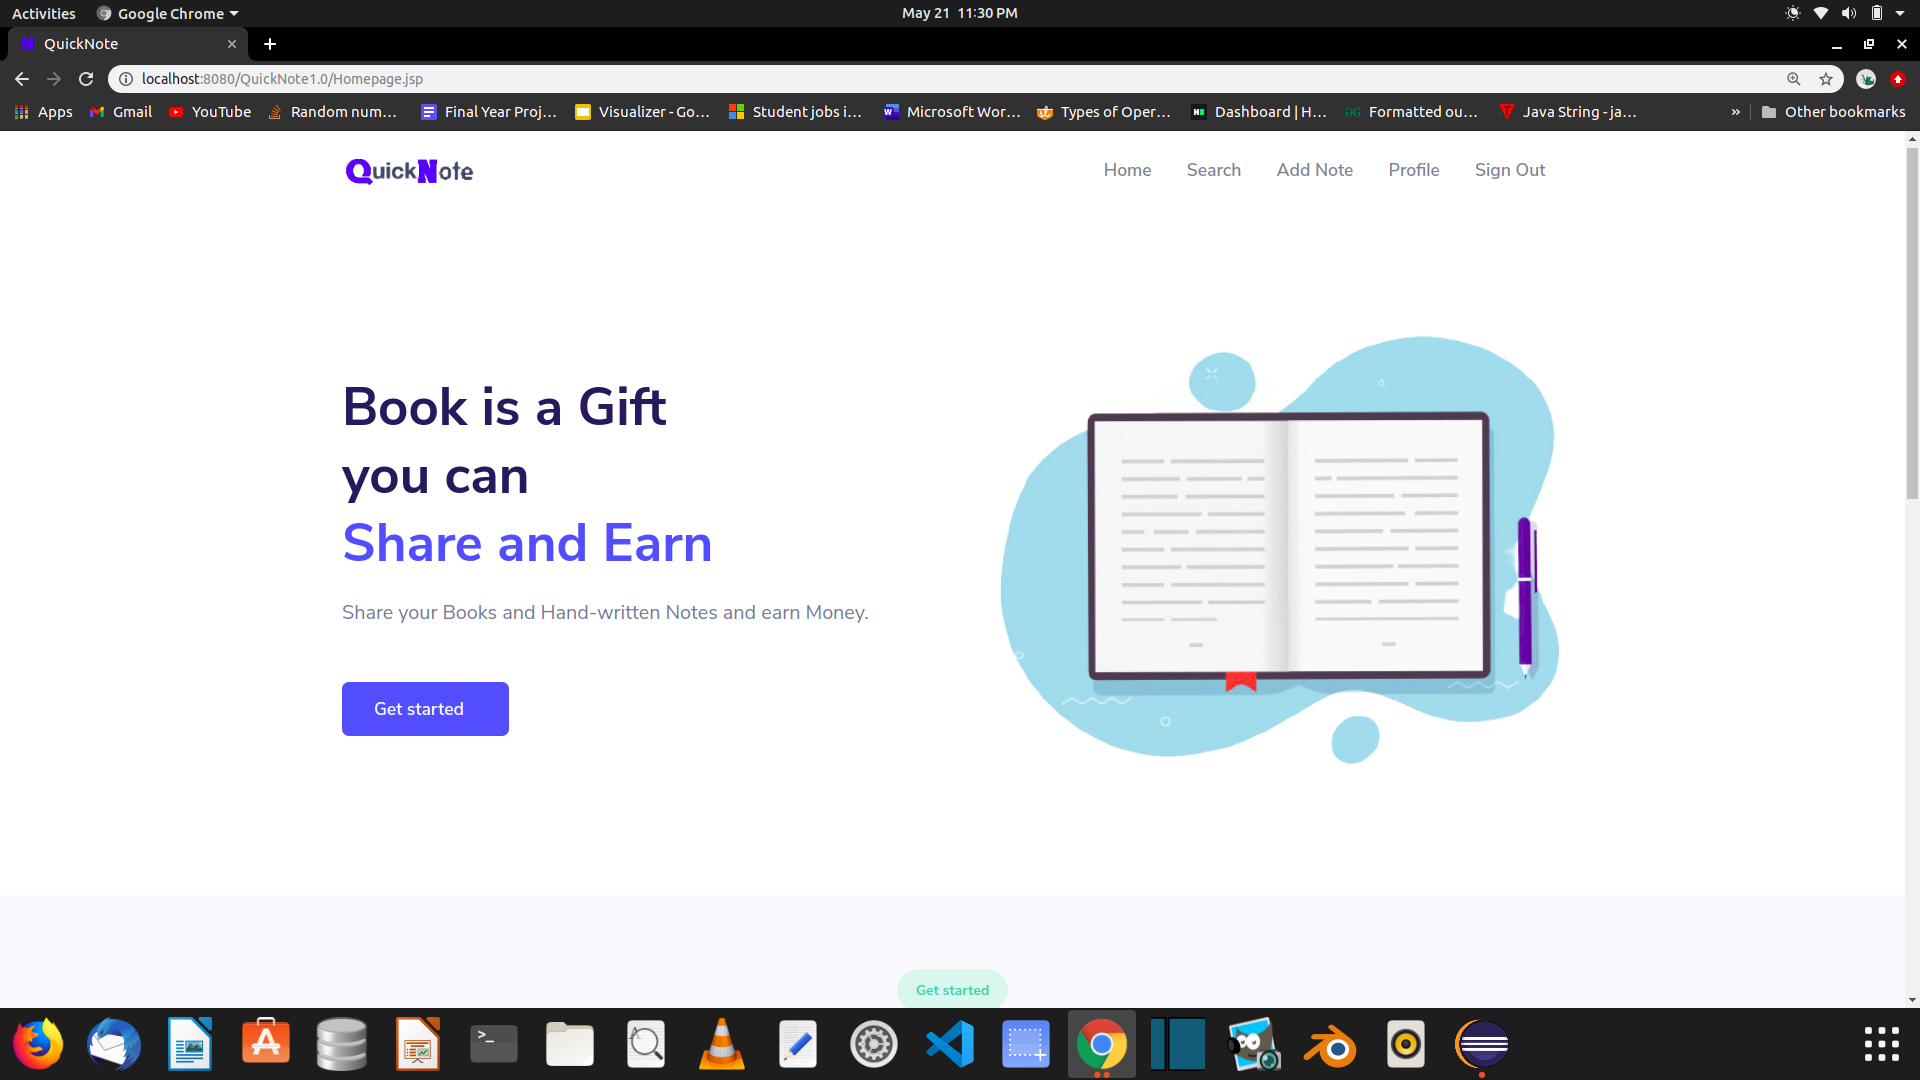 Activities
Google Chrome
May 21 11:30 PM
QuickNote
localhost:8080/QuickNote1.0/Homepage.jsp
Apps
Gmail
YouTube
Random num...
Final Year Proj...
Visualizer - Go...
Student jobs i...
Microsoft Wor...
Types of Oper...
Dashboard | H...
Formatted ou...
Java String - ja...
»
Other bookmarks
QuickNote
Home
Search
Add Note
Profile
Sign Out
Book is a Gift
you can
Share and Earn
Share your Books and Hand-written Notes and earn Money.
Get started
Get started